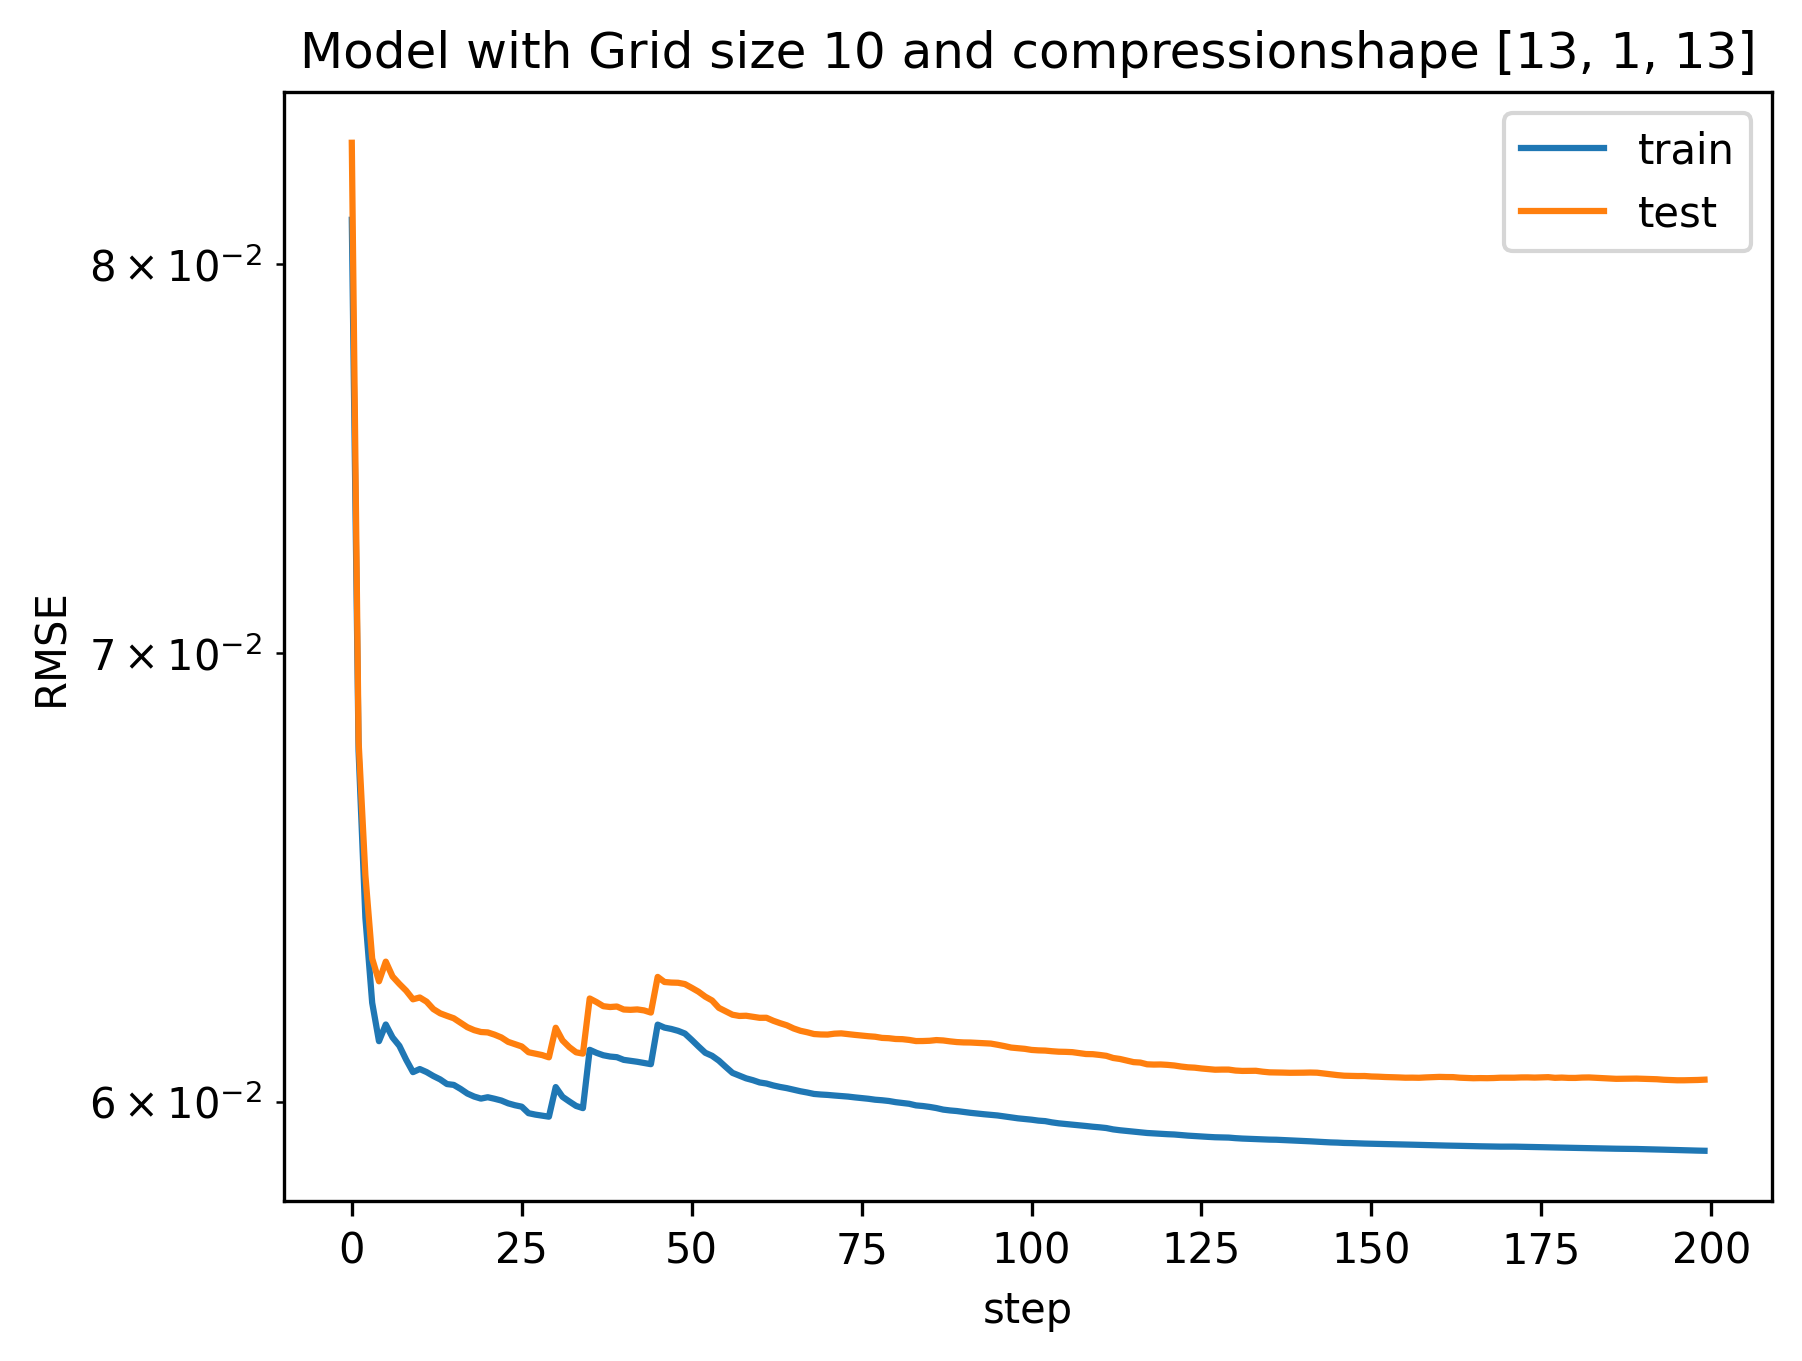 Model with Grid size 10 and compressionshape [13, 1, 13]
train
test
8 × 10⁻²
7 × 10⁻²
6 × 10⁻²
RMSE
0 25 50 75 100 125 150 175 200
step